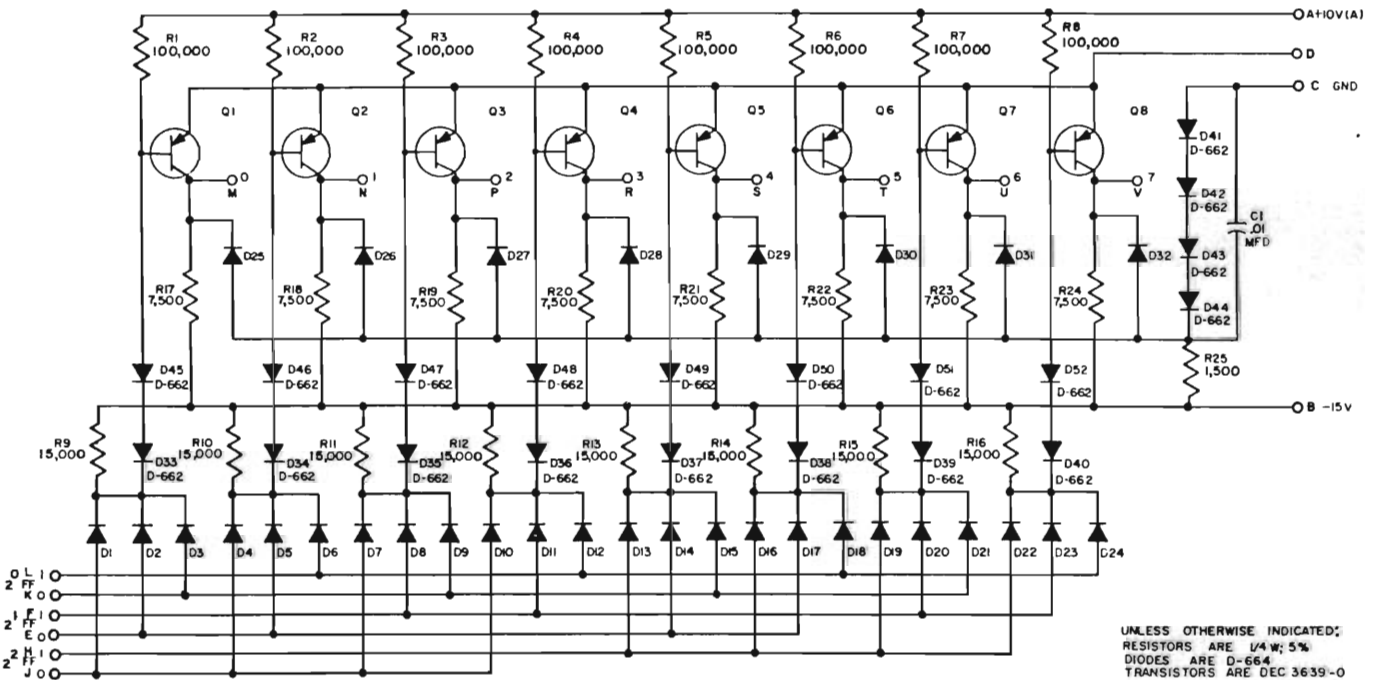 R1
100,000
R2
100,000
R3
100,000
R4
100,000
R5
100,000
R6
100,000
R7
100,000
R8
100,000
A+10V(A)
D
C GND
Q1
Q2
Q3
Q4
Q5
Q6
Q7
Q8
0
M
1
N
2
P
3
R
4
S
5
T
6
U
7
V
D41
D-662
D42
D-662
D43
D-662
D44
D-662
C1
.01
MFD
D25
D26
D27
D28
D29
D30
D31
D32
R17
7,500
R18
7,500
R19
7,500
R20
7,500
R21
7,500
R22
7,500
R23
7,500
R24
7,500
R25
1,500
D45
D-662
D46
D-662
D47
D-662
D48
D-662
D49
D-662
D50
D-662
D51
D-662
D52
D-662
B -15V
R9
15,000
R10
15,000
R11
15,000
R12
15,000
R13
15,000
R14
15,000
R15
15,000
R16
15,000
D33
D-662
D34
D-662
D35
D-662
D36
D-662
D37
D-662
D38
D-662
D39
D-662
D40
D-662
D1
D2
D3
D4
D5
D6
D7
D8
D9
D10
D11
D12
D13
D14
D15
D16
D17
D18
D19
D20
D21
D22
D23
D24
0 L 1
2 FF
K 0
1 F 1
2 FF
E 0
2 H 1
2 FF
J 0
UNLESS OTHERWISE INDICATED;
RESISTORS ARE 1/4 W; 5%
DIODES ARE D-664
TRANSISTORS ARE DEC 3639-0